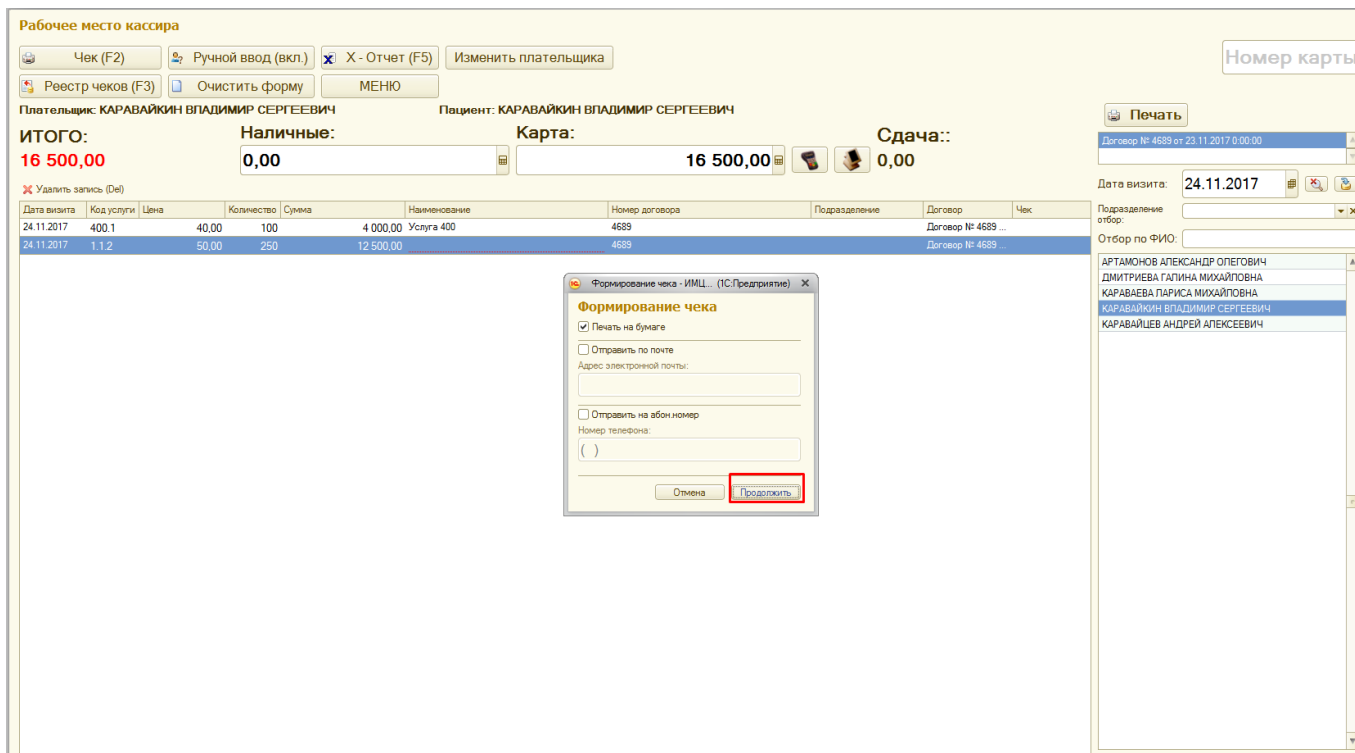 Рабочее место кассира
Чек (F2)
Ручной ввод (вкл.)
X - Отчет (F5)
Изменить плательщика
Номер карты
Реестр чеков (F3)
Очистить форму
МЕНЮ
Плательщик: КАРАВАЙКИН ВЛАДИМИР СЕРГЕЕВИЧ
Пациент: КАРАВАЙКИН ВЛАДИМИР СЕРГЕЕВИЧ
Печать
ИТОГО:
Наличные:
Карта:
Сдача::
16 500,00
0,00
16 500,00
0,00
Договор № 4689 от 23.11.2017 0:00:00
Удалить запись (Del)
Дата визита:
24.11.2017
Дата визита Код услуги Цена Количество Сумма Наименование Номер договора Подразделение Договор Чек
24.11.2017 400.1 40,00 100 4 000,00 Услуга 400 4689 Договор № 4689 ...
24.11.2017 1.1.2 50,00 250 12 500,00 4689 Договор № 4689 ...
Подразделение
отбор:
Отбор по ФИО:
АРТАМОНОВ АЛЕКСАНДР ОЛЕГОВИЧ
ДМИТРИЕВА ГАЛИНА МИХАЙЛОВНА
КАРАВАЕВА ЛАРИСА МИХАЙЛОВНА
КАРАВАЙКИН ВЛАДИМИР СЕРГЕЕВИЧ
КАРАВАЙЦЕВ АНДРЕЙ АЛЕКСЕЕВИЧ
Формирование чека - ИМЦ... (1С:Предприятие)
Формирование чека
Печать на бумаге
Отправить по почте
Адрес электронной почты:
Отправить на абон.номер
Номер телефона:
( )
Отмена
Продолжить